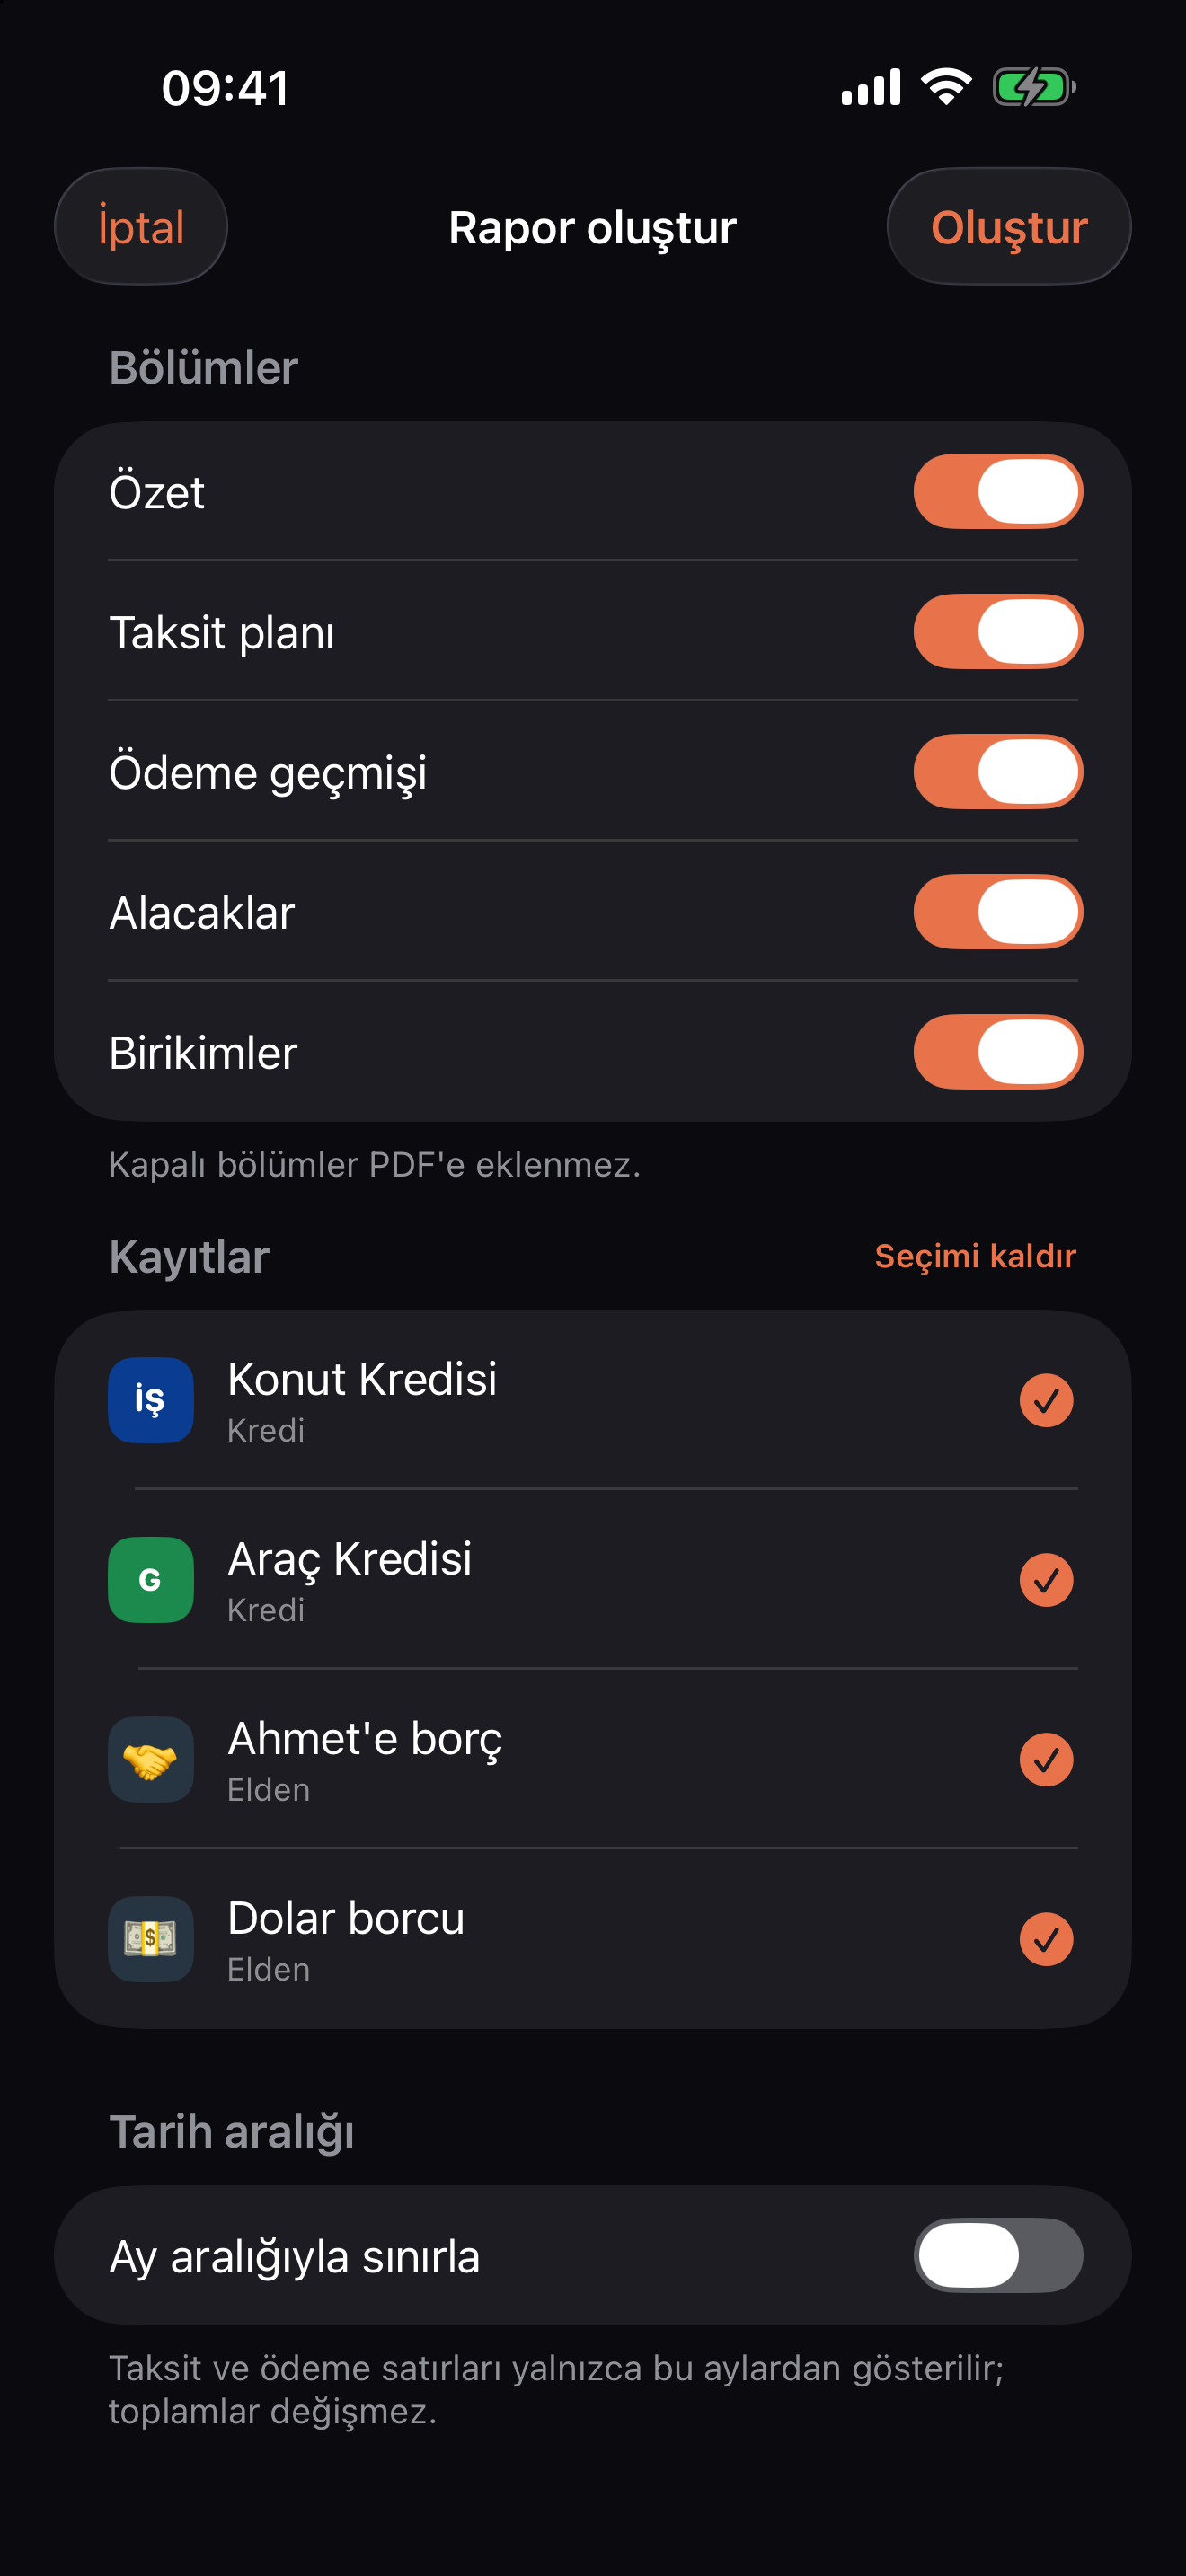 09:41
İptal
Rapor oluştur
Oluştur
Bölümler
Özet
Taksit planı
Ödeme geçmişi
Alacaklar
Birikimler
Kapalı bölümler PDF'e eklenmez.
Kayıtlar
Seçimi kaldır
İŞ
Konut Kredisi
Kredi
G
Araç Kredisi
Kredi
Ahmet'e borç
Elden
Dolar borcu
Elden
Tarih aralığı
Ay aralığıyla sınırla
Taksit ve ödeme satırları yalnızca bu aylardan gösterilir;
toplamlar değişmez.